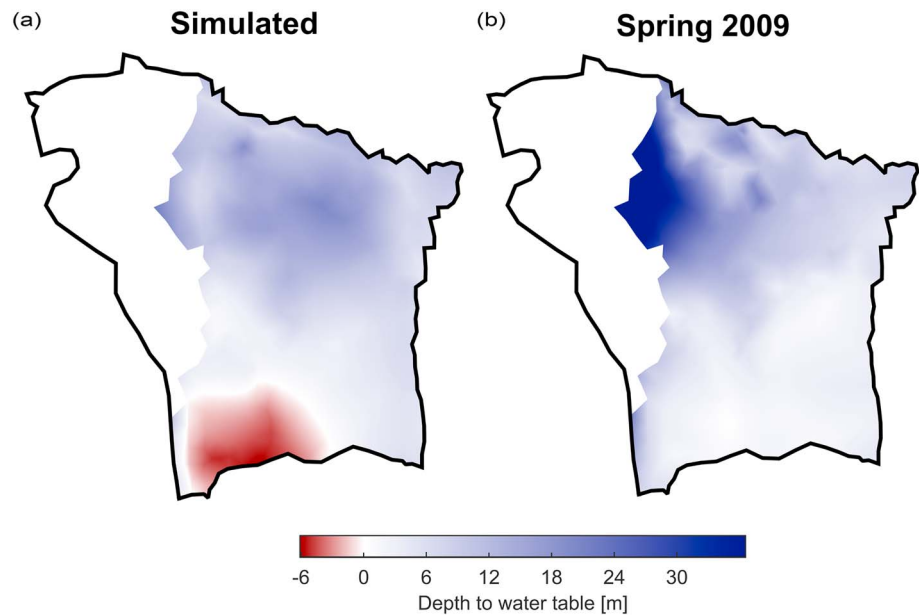 (a)
Simulated
(b)
Spring 2009
-6 0 6 12 18 24 30
Depth to water table [m]